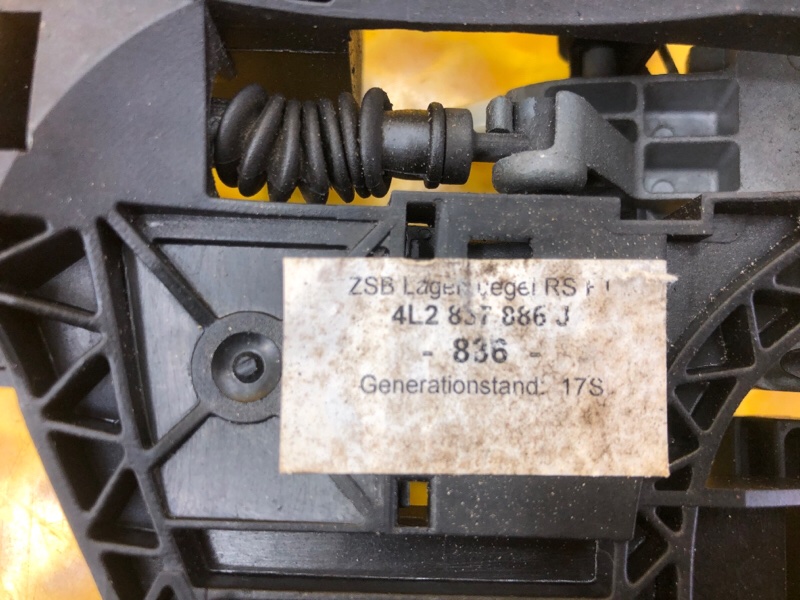 ZSB RS
4L2 837 886 J
- 836 -
Generationstand: 17S